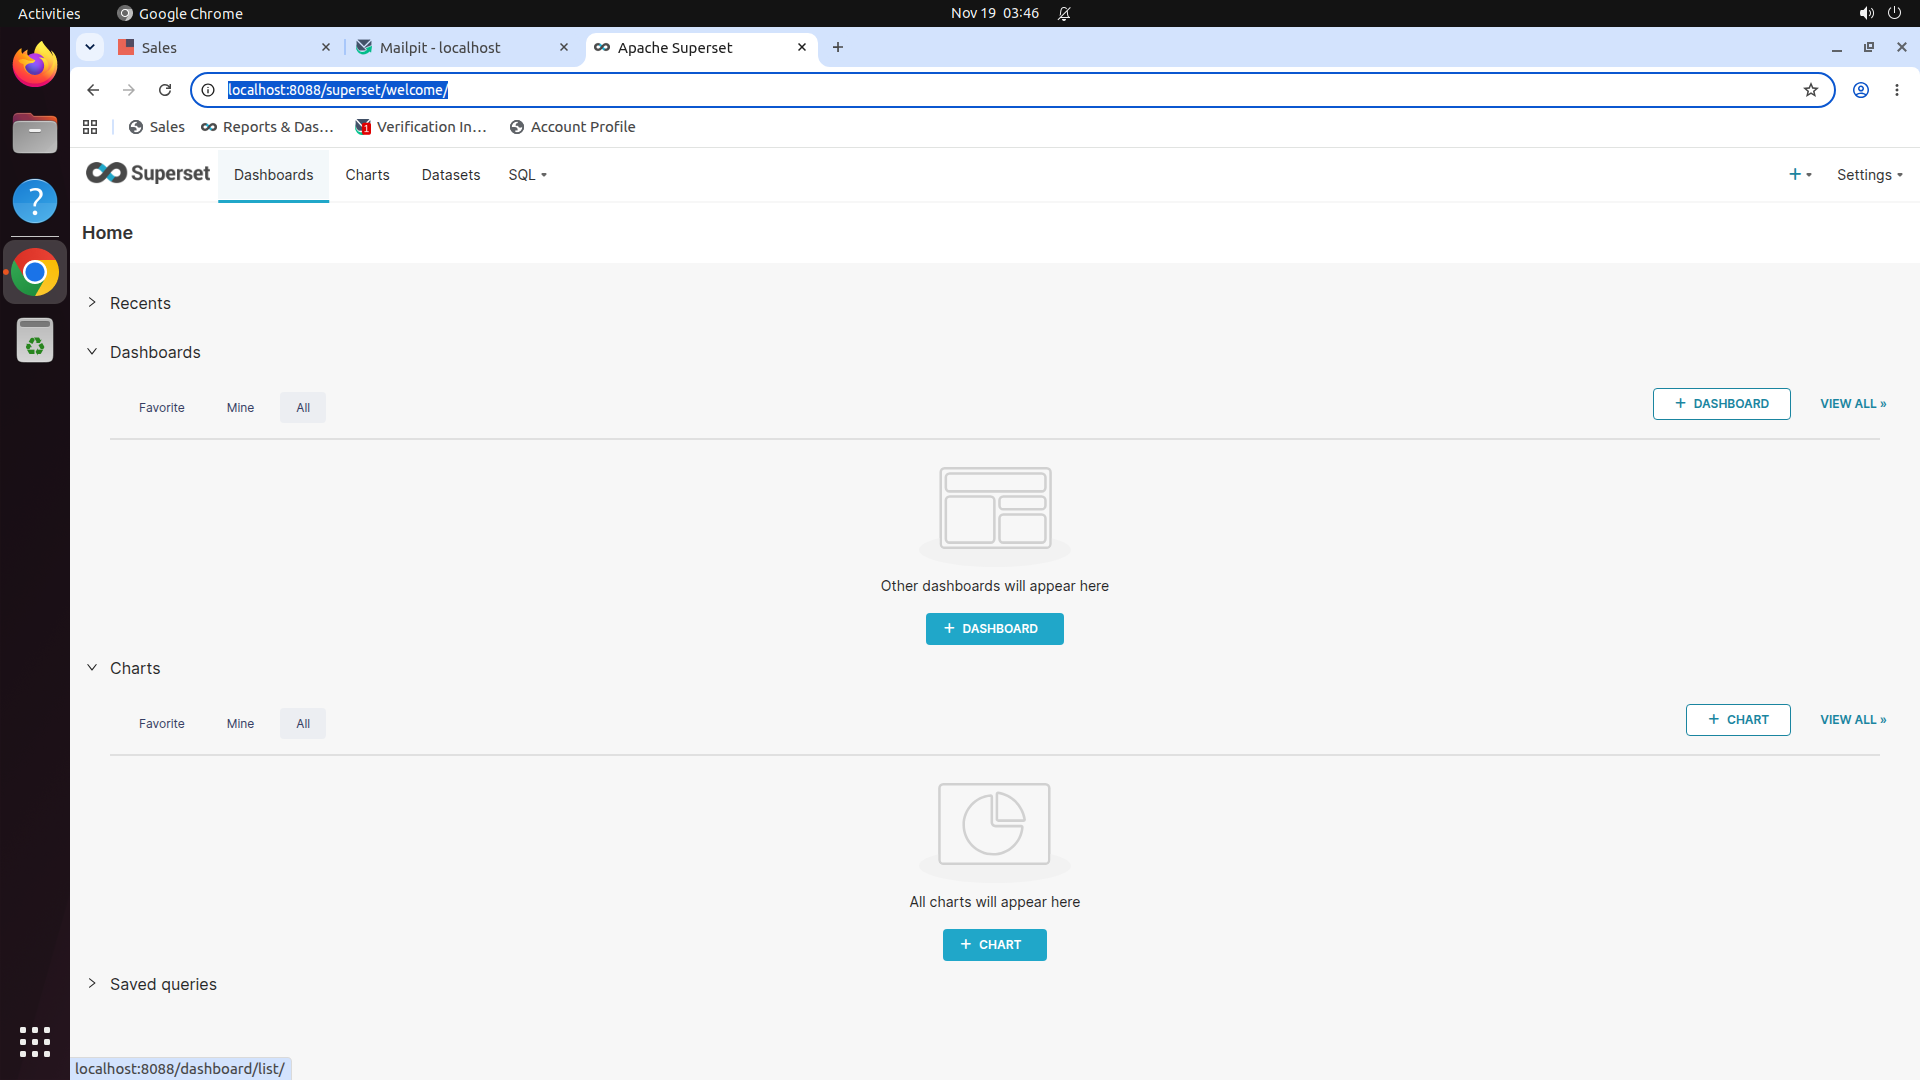 Activities
Google Chrome
Nov 19 03:46
Sales
Mailpit - localhost
Apache Superset
localhost:8088/superset/welcome/
Sales
Reports & Das…
1
Verification In…
Account Profile
Superset
Dashboards
Charts
Datasets
SQL
Settings
Home
Recents
Dashboards
Favorite
Mine
All
+ DASHBOARD
VIEW ALL »
Other dashboards will appear here
+ DASHBOARD
Charts
Favorite
Mine
All
+ CHART
VIEW ALL »
All charts will appear here
+ CHART
Saved queries
localhost:8088/dashboard/list/